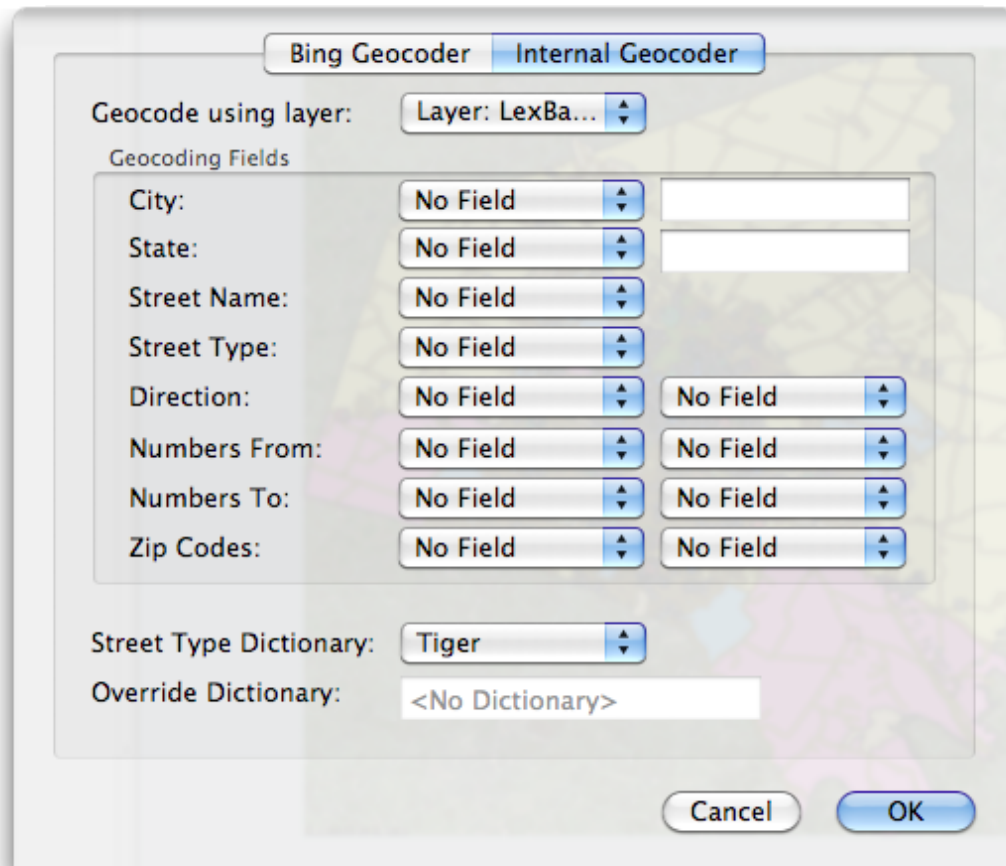 Bing Geocoder Internal Geocoder
Geocode using layer: Layer: LexBa...
Geocoding Fields
City: No Field
State: No Field
Street Name: No Field
Street Type: No Field
Direction: No Field No Field
Numbers From: No Field No Field
Numbers To: No Field No Field
Zip Codes: No Field No Field
Street Type Dictionary: Tiger
Override Dictionary: <No Dictionary>
Cancel OK